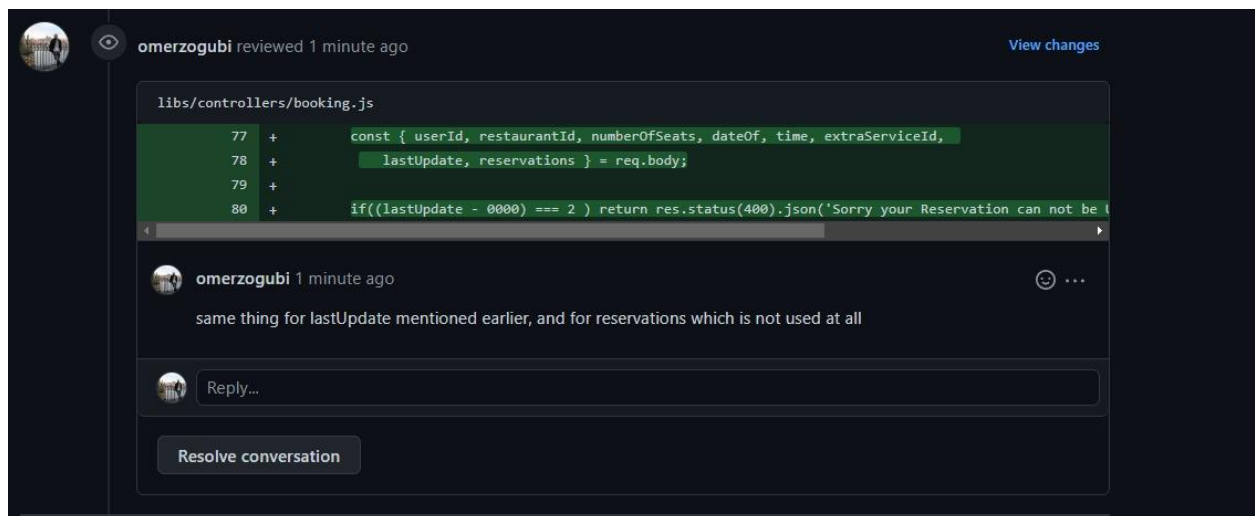 omerzogubi reviewed 1 minute ago
View changes
libs/controllers/booking.js
77 + const { userId, restaurantId, numberOfSeats, dateOf, time, extraServiceId,
78 + lastUpdate, reservations } = req.body;
79 +
80 + if((lastUpdate - 0000) === 2 ) return res.status(400).json('Sorry your Reservation can not be
omerzogubi 1 minute ago
same thing for lastUpdate mentioned earlier, and for reservations which is not used at all
Reply...
Resolve conversation